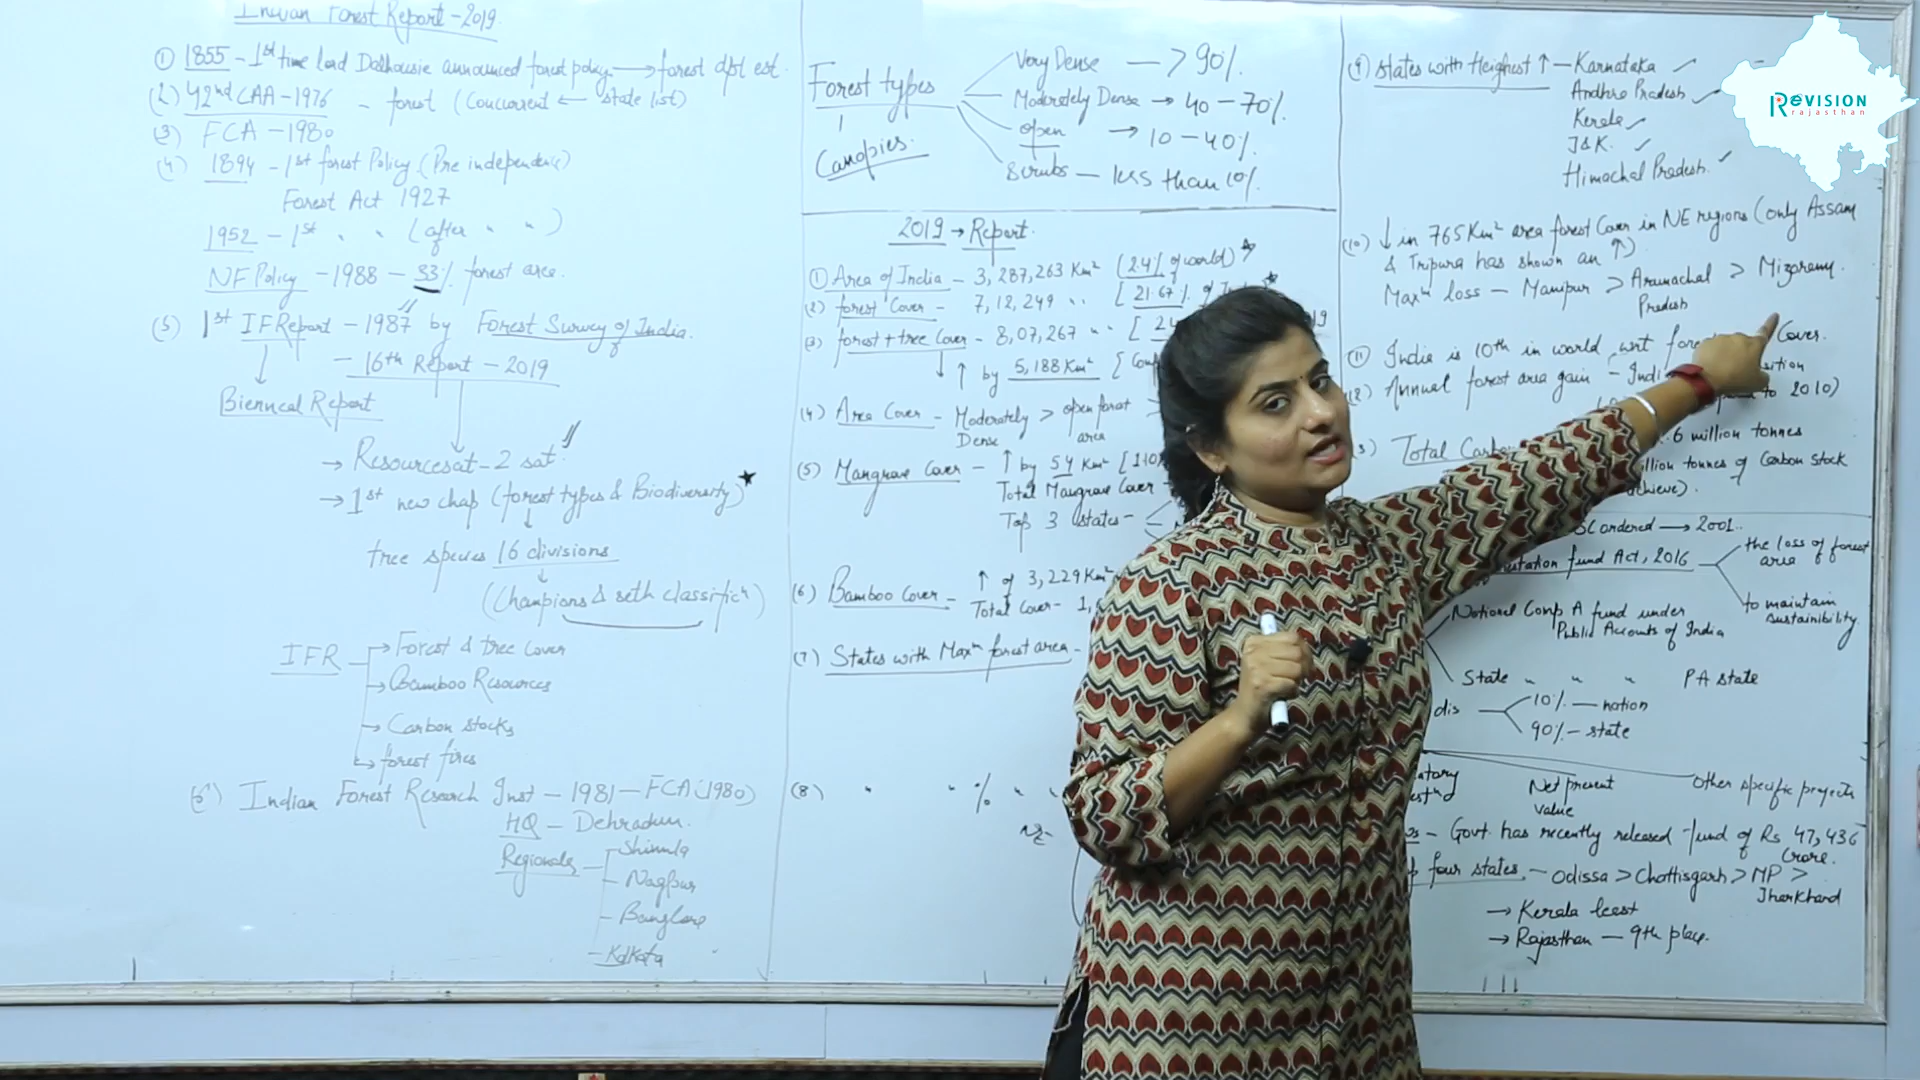 Indian Forest Report - 2019.
① 1855 - 1st time lord Dalhousie announced forest policy → forest dpt est.
(2) 42nd CAA - 1976 - forest (Concurrent ← state list)
(3) FCA - 1980
(4) 1894 - 1st forest Policy. (Pre independence)
Forest Act 1927
1952 - 1st " " (after " ")
NF Policy - 1988 - 33% forest area.
(5) 1st IFReport - 1987 by Forest Survey of India.
- 16th Report - 2019
Bienneal Report
→ Resourcesat - 2 sat.
→ 1st new chap (forest types & Biodiversity) ★
tree species 16 divisions
(Champions & seth classificn)
IFR
→ Forest & tree cover
→ Bamboo Resources
→ Carbon stocks
→ forest fires
Indian Forest Research Inst - 1981 - FCA (1980)
HQ - Dehradun.
Regionals - Shimla
- Nagpur
- Banglore
- Kolkata
Forest types
Canopies.
Very Dense — > 90%.
Moderately Dense → 40 - 70%.
open → 10 - 40%.
Scrubs — less than 10%.
2019 → Report.
① Area of India - 3,287,263 Km² (2.4% of world)
(2) forest Cover - 7,12,249 " [21.67% of
(3) forest + tree Cover - 8,07,267 " [
↑ by 5,188 Km²
(4) Area Cover - Moderately Dense > open forest area
(5) Mangrove Cover - ↑ by 54 Km² [1.10
Total Mangrove Cover
Top 3 states -
(6) Bamboo Cover - ↑ of 3,229 Km²
Total Cover - 1,
(7) States with Maxm forest area -
(8) " " % " "
(9) states with Heighest ↑ — Karnataka
Andhra Pradesh
Kerala
J&K.
Himachal Pradesh.
(10) ↓ in 765 Km² area forest Cover in NE regions (only Assam
& Tripura has shown an ↑)
Maxm loss - Manipur > Arunachal Pradesh > Mizoram.
(11) India is 10th in world wrt Cover.
(12) Annual forest area gain -
to 2010)
Total
6 million tonnes
tonnes of Carbon stock
achieve).
SC ordered → 2001.
fund Act, 2016
the loss of forest area
to maintain sustainibility.
National Comp A fund under
Public Accounts of India
State " " " PA state
dis
10% — nation
90% - state
Net present value
Other specific projects
- Govt. has recently released fund of Rs 47,436 Crore.
four states. - Odissa > Chattisgarh > MP > Jharkhand
→ Kerala least
→ Rajasthan — 9th place.
ReVISION
rajasthan